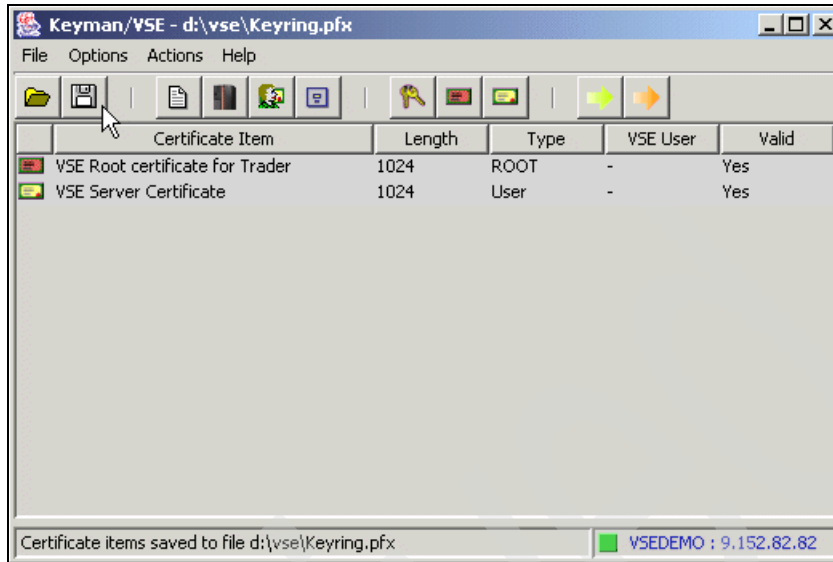 Keyman/VSE - d:\vse\Keyring.pfx
File Options Actions Help
Certificate Item Length Type VSE User Valid
VSE Root certificate for Trader 1024 ROOT - Yes
VSE Server Certificate 1024 User - Yes
Certificate items saved to file d:\vse\Keyring.pfx VSEDEMO : 9.152.82.82